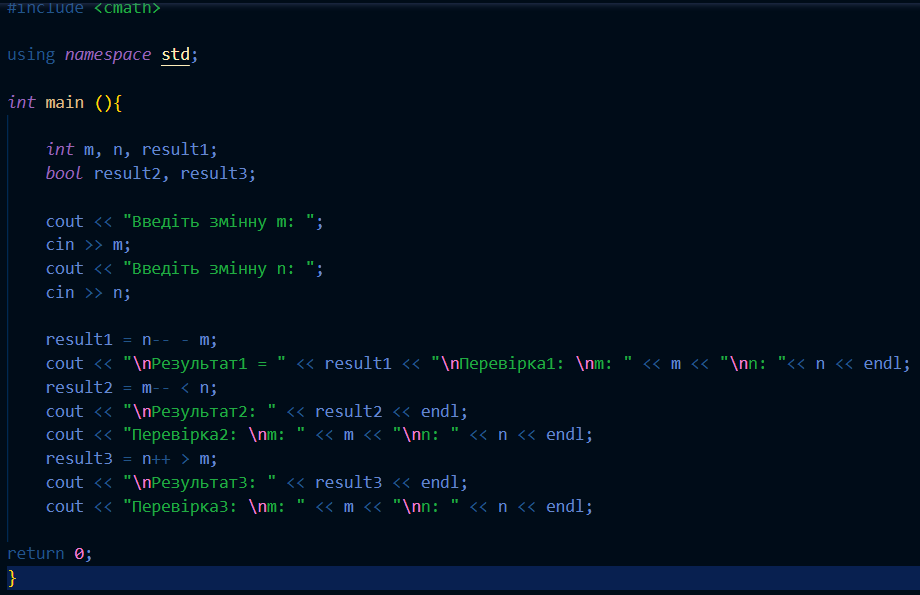 #include <cmath>
using namespace std;
int main (){
int m, n, result1;
bool result2, result3;
cout << "Введіть змінну m: ";
cin >> m;
cout << "Введіть змінну n: ";
cin >> n;
result1 = n-- - m;
cout << "\nРезультат1 = " << result1 << "\nПеревірка1: \nm: " << m << "\nn: "<< n << endl;
result2 = m-- < n;
cout << "\nРезультат2: " << result2 << endl;
cout << "Перевірка2: \nm: " << m << "\nn: " << n << endl;
result3 = n++ > m;
cout << "\nРезультат3: " << result3 << endl;
cout << "Перевірка3: \nm: " << m << "\nn: " << n << endl;
return 0;
}